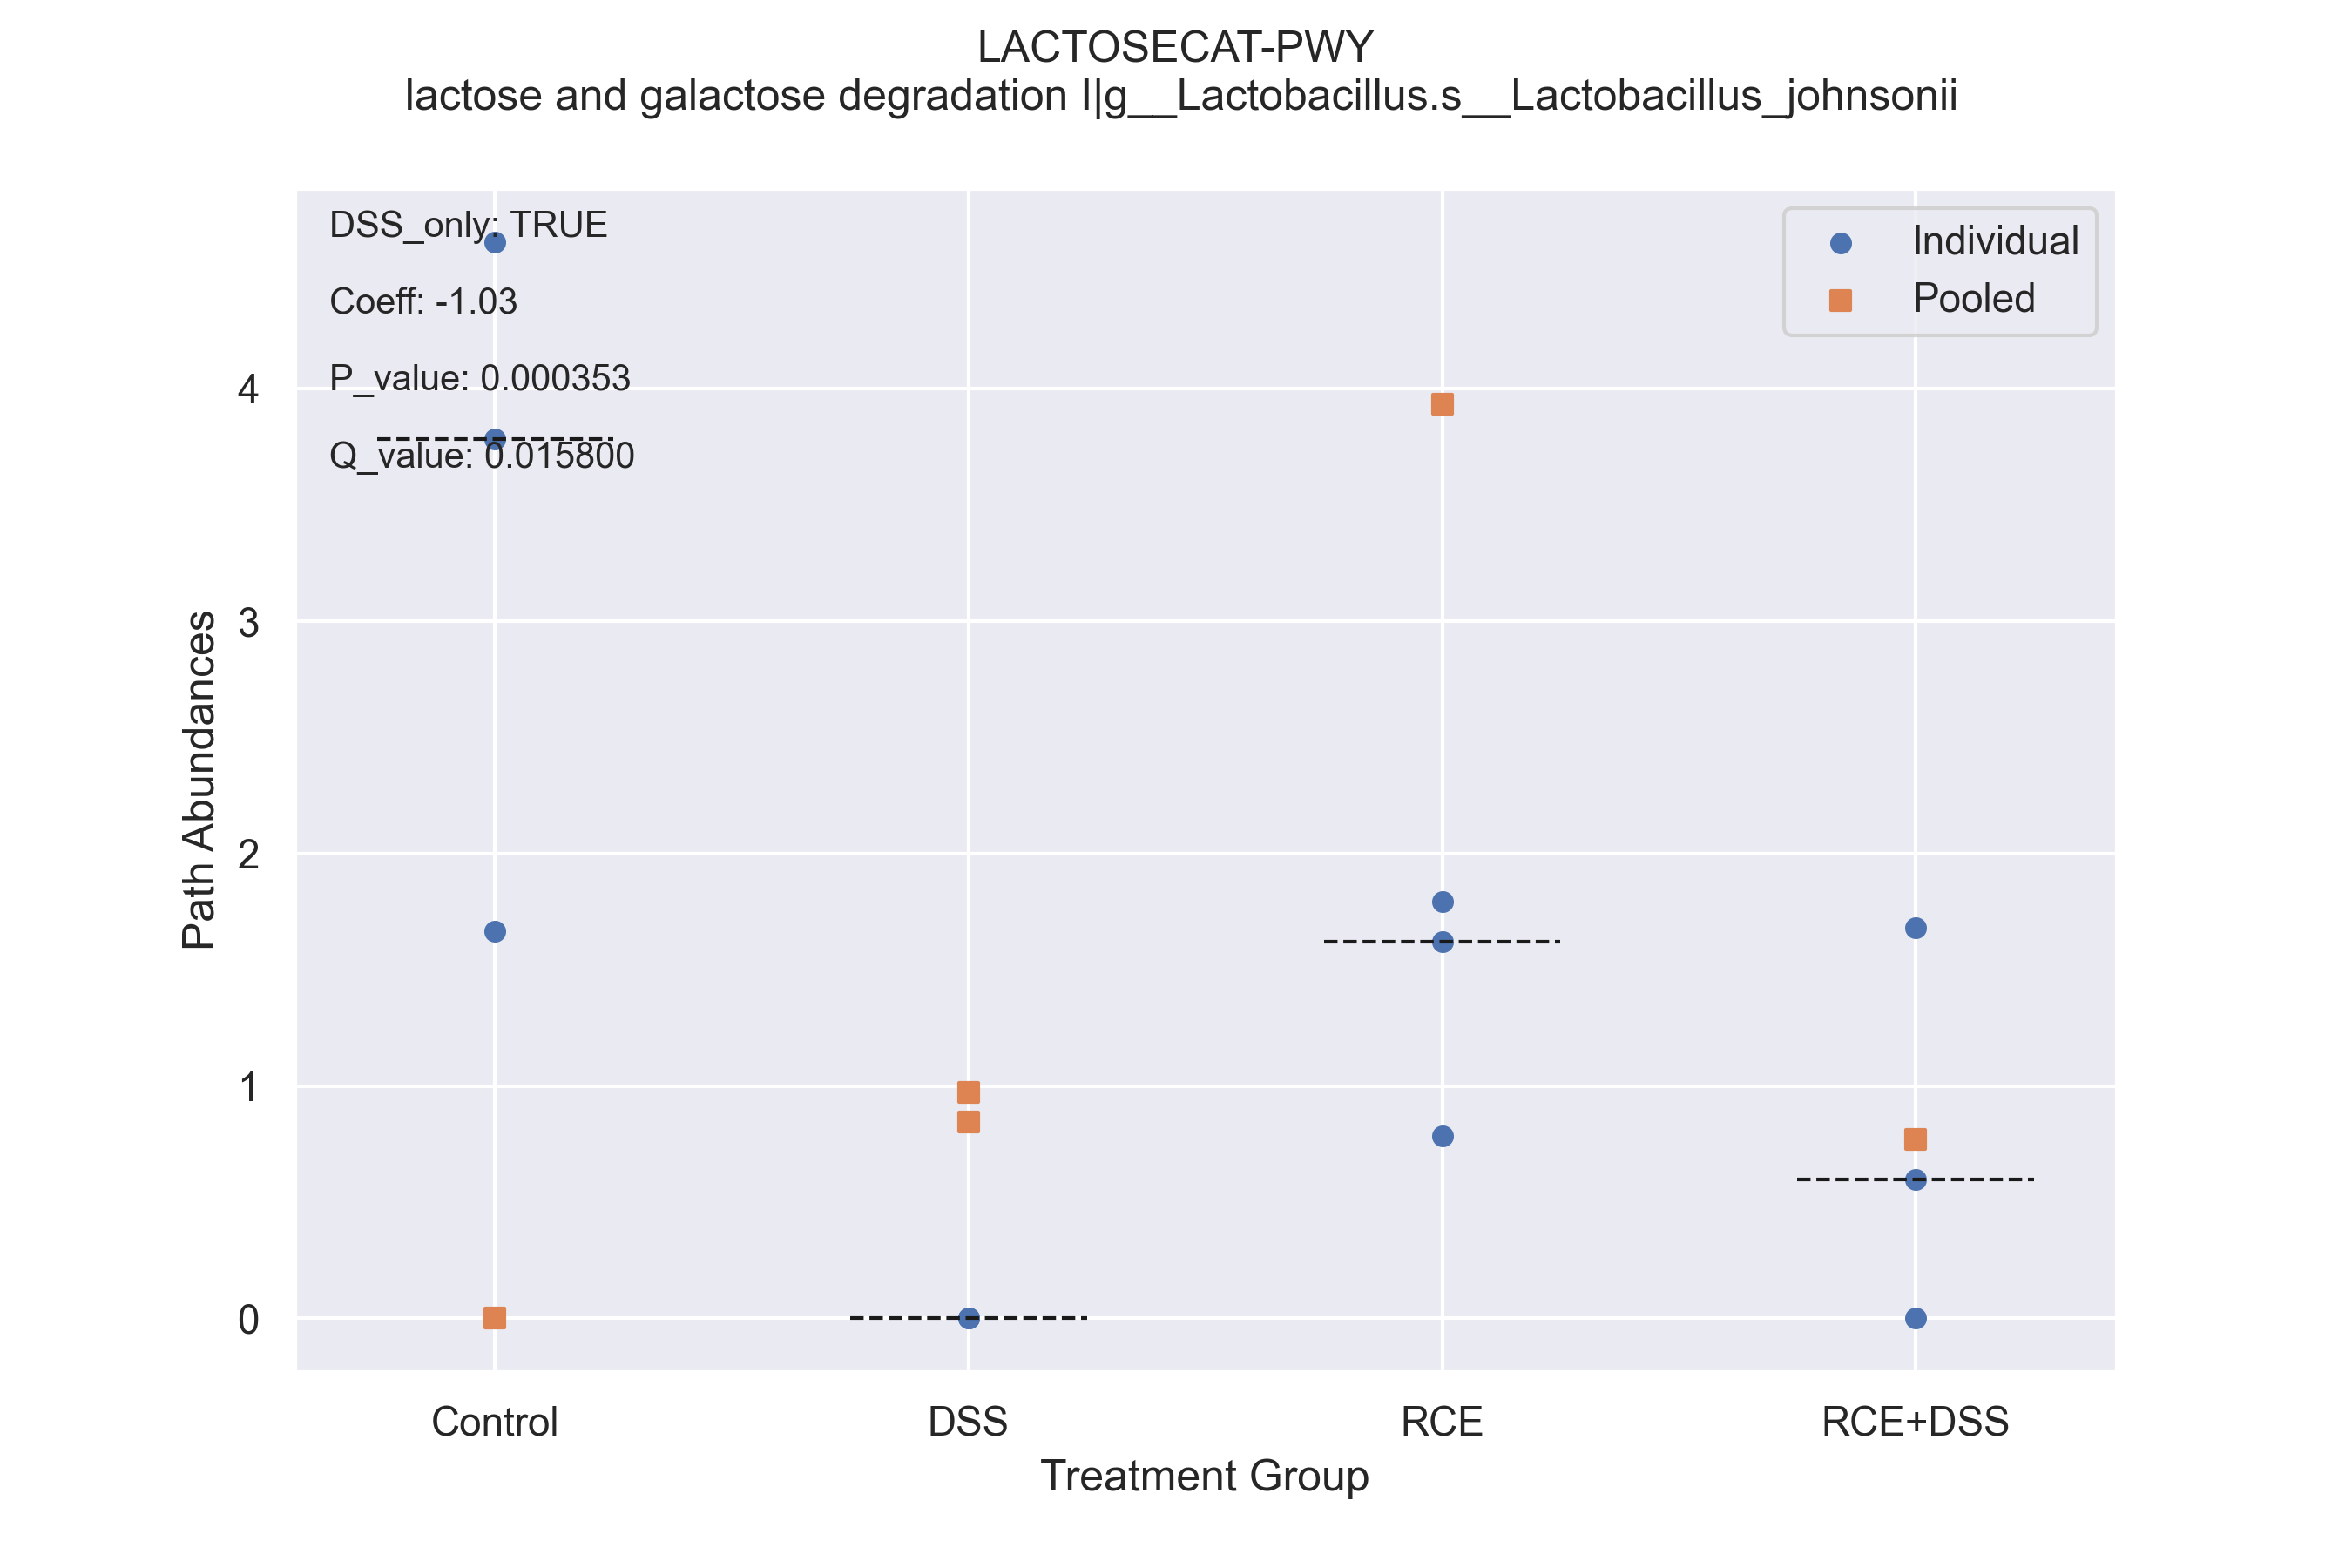 LACTOSECAT-PWY
lactose and galactose degradation I|g__Lactobacillus.s__Lactobacillus_johnsonii
DSS_only: TRUE
Coeff: -1.03
P_value: 0.000353
Q_value: 0.015800
Individual
Pooled
Path Abundances
4
3
2
1
0
Control DSS RCE RCE+DSS
Treatment Group